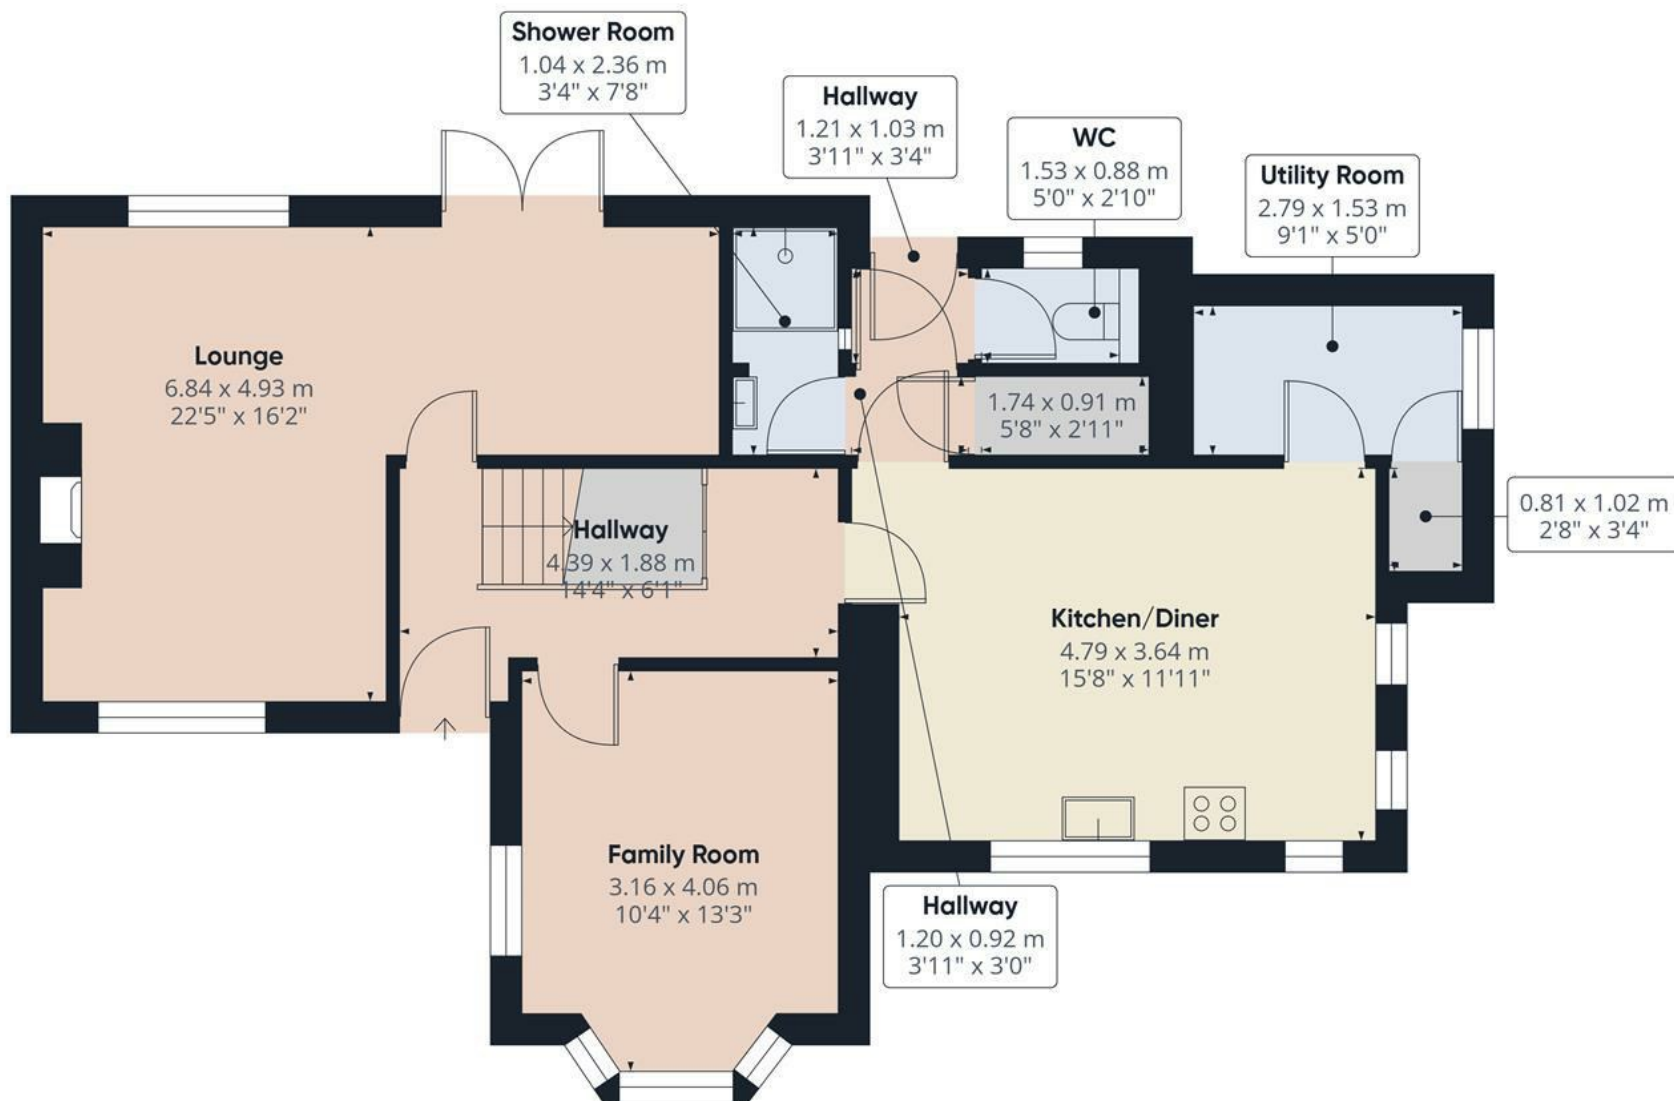 Shower Room
1.04 x 2.36 m
3'4" x 7'8"
Hallway
1.21 x 1.03 m
3'11" x 3'4"
WC
1.53 x 0.88 m
5'0" x 2'10"
Utility Room
2.79 x 1.53 m
9'1" x 5'0"
Lounge
6.84 x 4.93 m
22'5" x 16'2"
1.74 x 0.91 m
5'8" x 2'11"
0.81 x 1.02 m
2'8" x 3'4"
Hallway
4.39 x 1.88 m
14'4" x 6'1"
Kitchen/Diner
4.79 x 3.64 m
15'8" x 11'11"
Family Room
3.16 x 4.06 m
10'4" x 13'3"
Hallway
1.20 x 0.92 m
3'11" x 3'0"